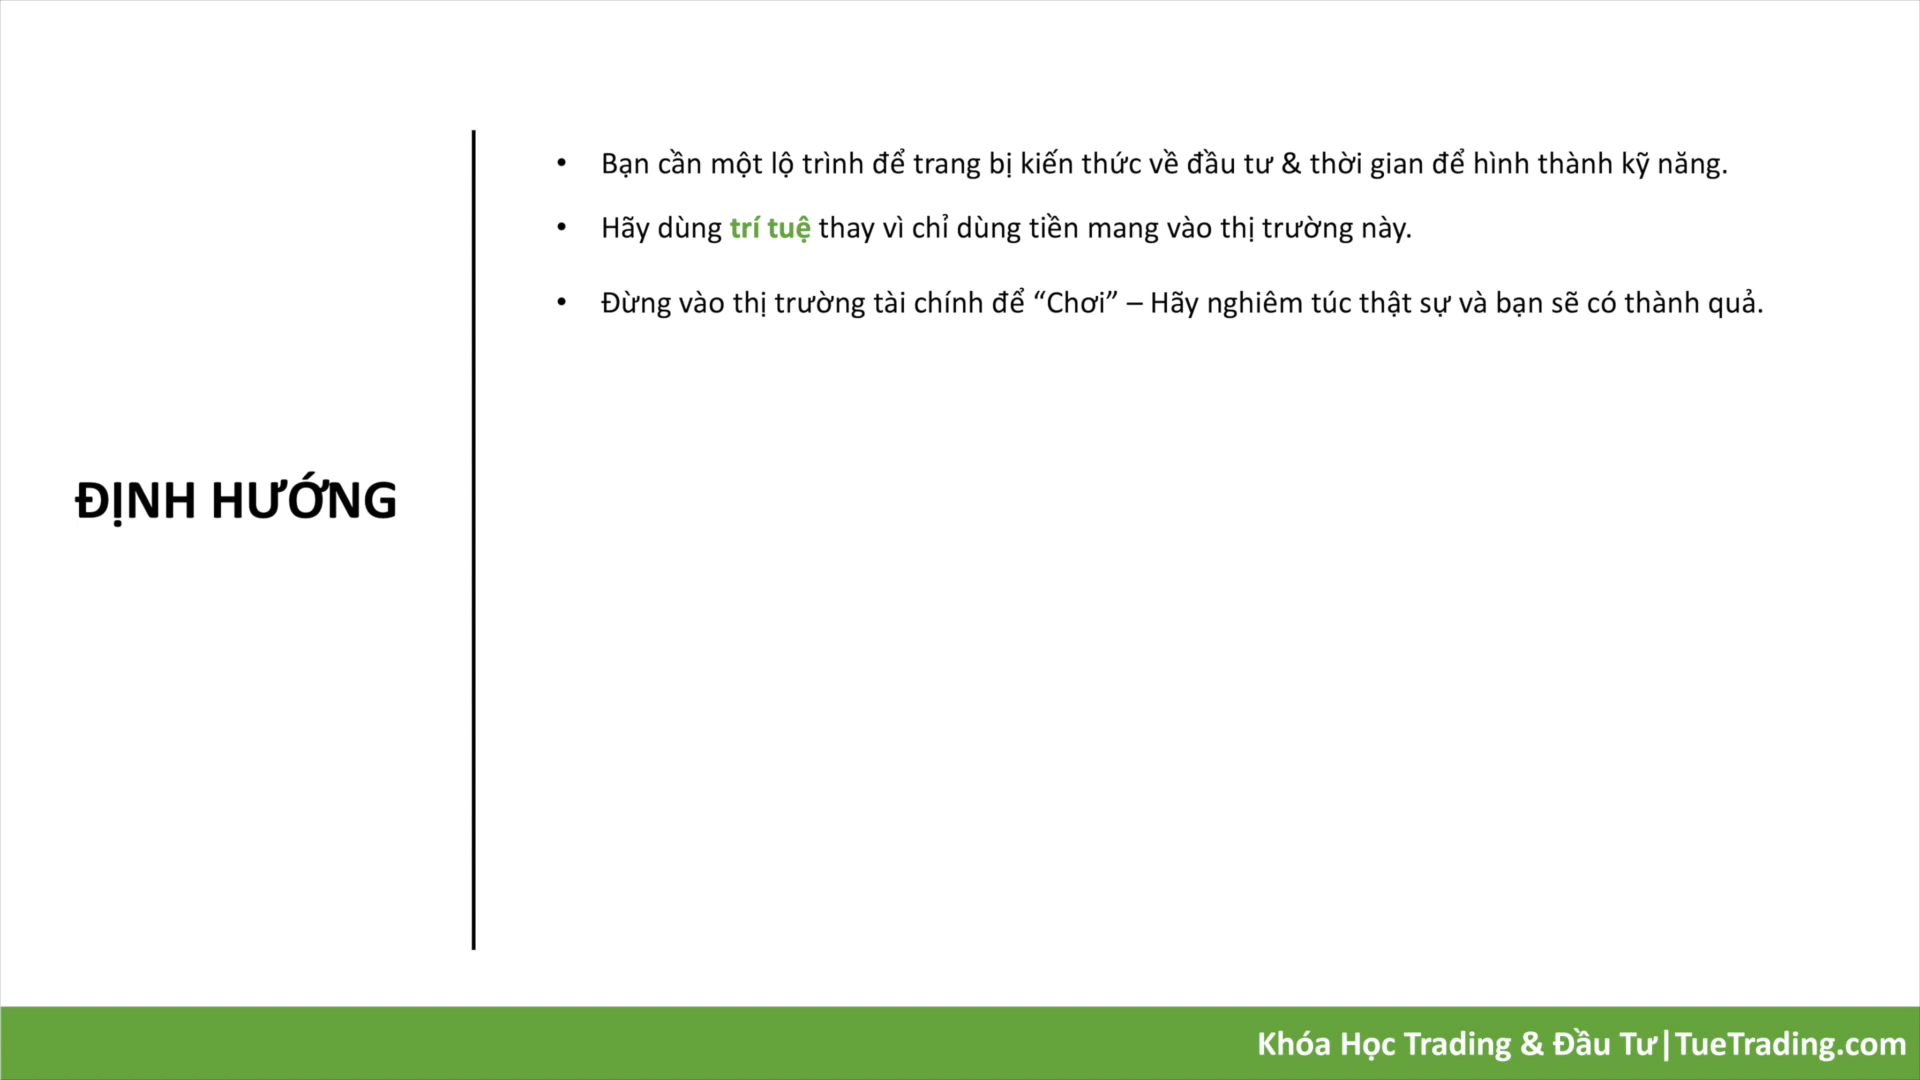 ĐỊNH HƯỚNG
• Bạn cần một lộ trình để trang bị kiến thức về đầu tư & thời gian để hình thành kỹ năng.
• Hãy dùng trí tuệ thay vì chỉ dùng tiền mang vào thị trường này.
• Đừng vào thị trường tài chính để “Chơi” – Hãy nghiêm túc thật sự và bạn sẽ có thành quả.
Khóa Học Trading & Đầu Tư|TueTrading.com